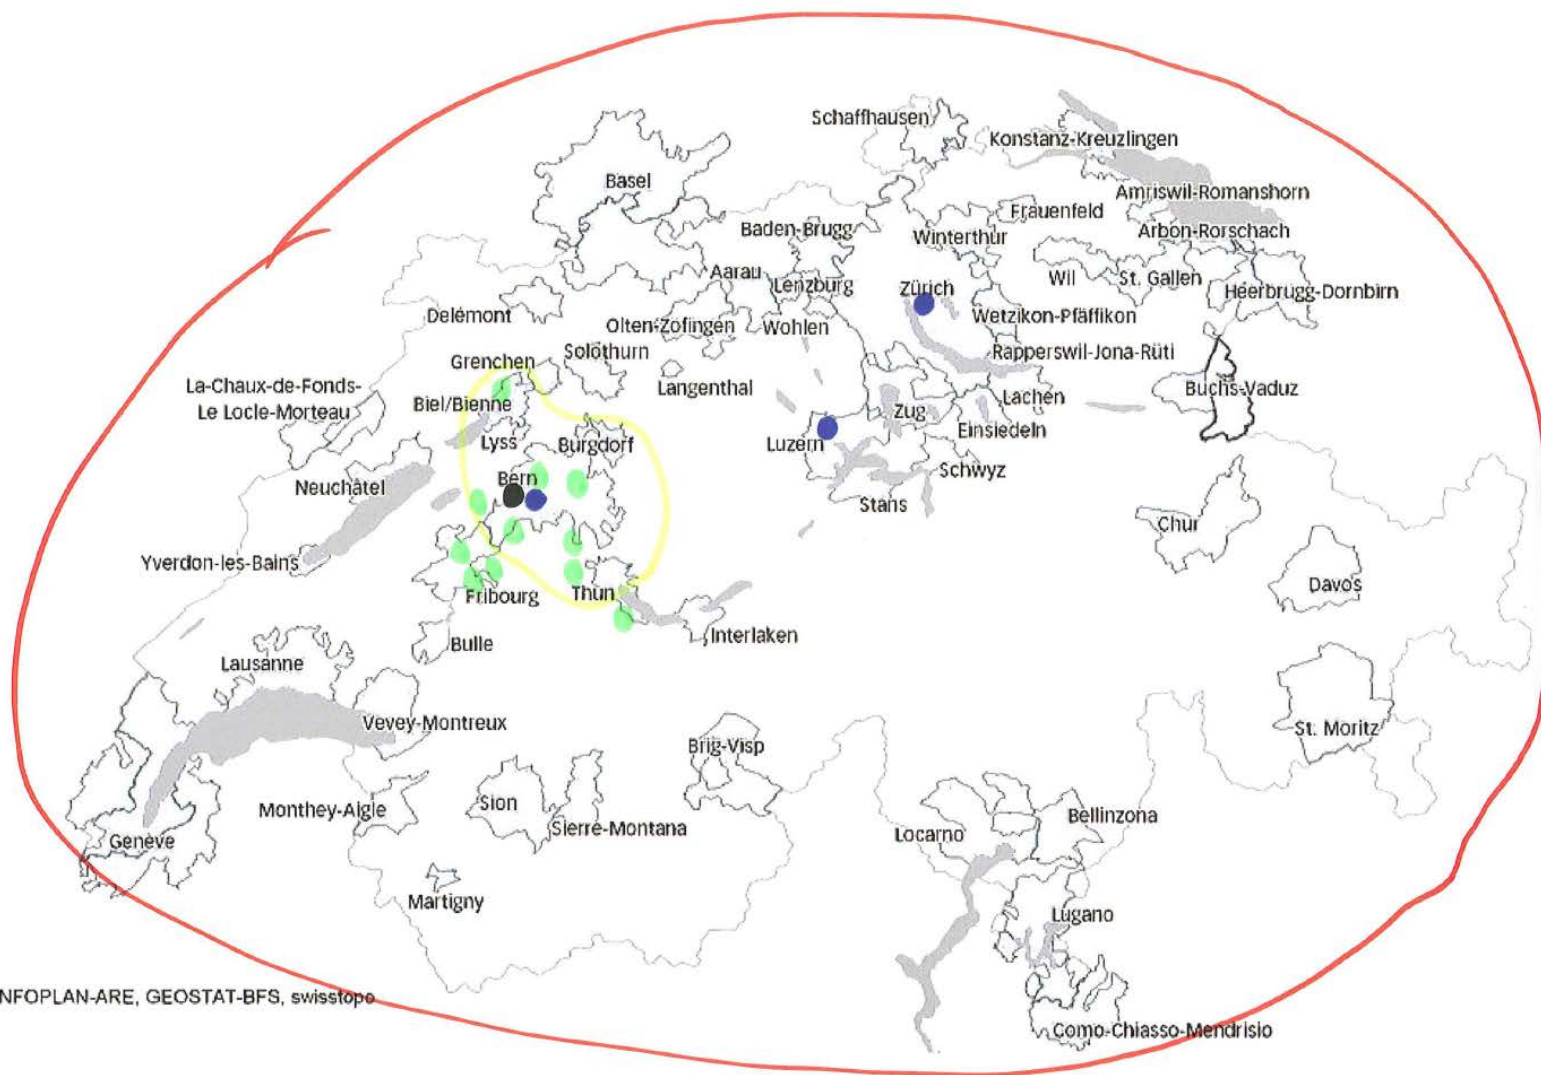 Schaffhausen
Konstanz-Kreuzlingen
Basel
Amriswil-Romanshorn
Frauenfeld
Baden-Brugg
Winterthur
Arbon-Rorschach
Aarau
Lenzburg
Zürich
Wil
St. Gallen
Heerbrugg-Dornbirn
Delémont
Olten-Zofingen
Wohlen
Wetzikon-Pfäffikon
Grenchen
Solothurn
Rapperswil-Jona-Rüti
La-Chaux-de-Fonds-
Le Locle-Morteau
Langenthal
Buchs-Vaduz
Biel/Bienne
Lachen
Zug
Lyss
Burgdorf
Luzern
Einsiedeln
Bern
Schwyz
Neuchâtel
Stans
Chur
Yverdon-les-Bains
Davos
Fribourg
Thun
Interlaken
Bulle
Lausanne
Vevey-Montreux
St. Moritz
Brig-Visp
Monthey-Aigle
Sion
Sierre-Montana
Bellinzona
Locarno
Genève
Martigny
Lugano
NFOPLAN-ARE, GEOSTAT-BFS, swisstopo
Como-Chiasso-Mendrisio